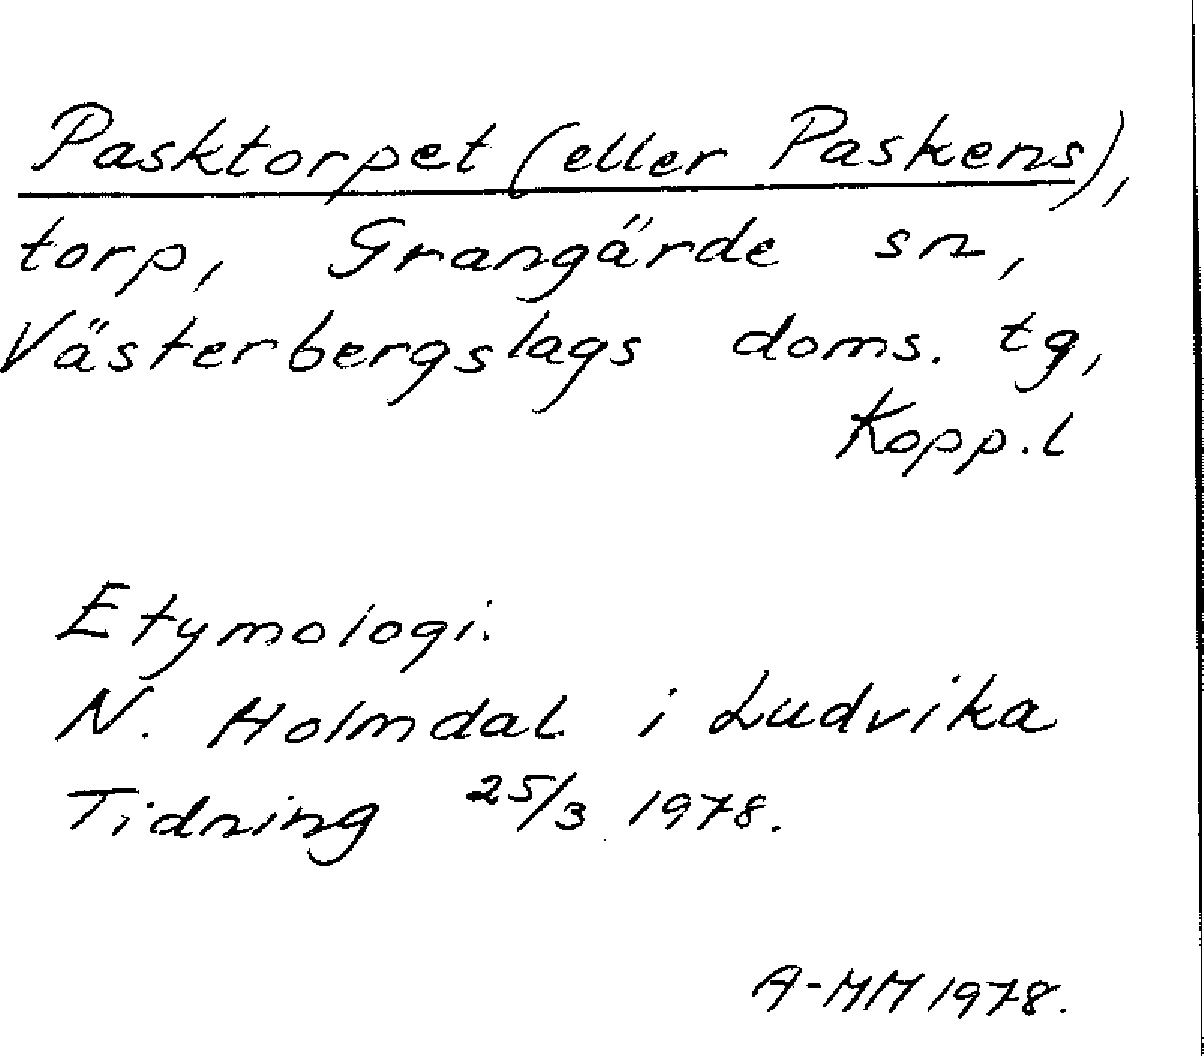 Pasktorpet (eller Paskens),
torp, Grangärde sn,
Västerbergslags doms. tg,
Kopp.l
Etymologi.
N. Holmdal i Ludvika
Tidning 25/3 1978.
A-MM 1978.